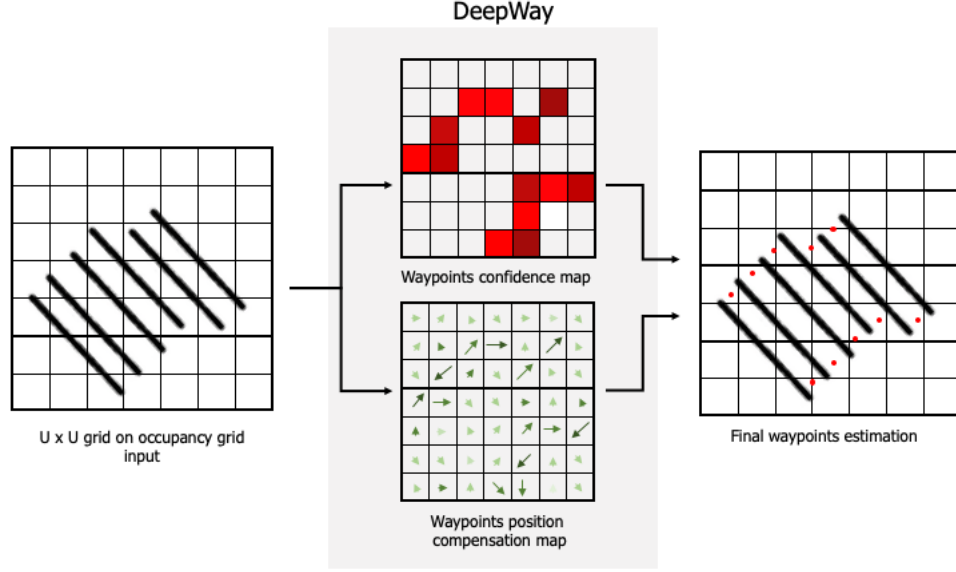 DeepWay
Waypoints confidence map
U x U grid on occupancy grid
input
Final waypoints estimation
Waypoints position
compensation map